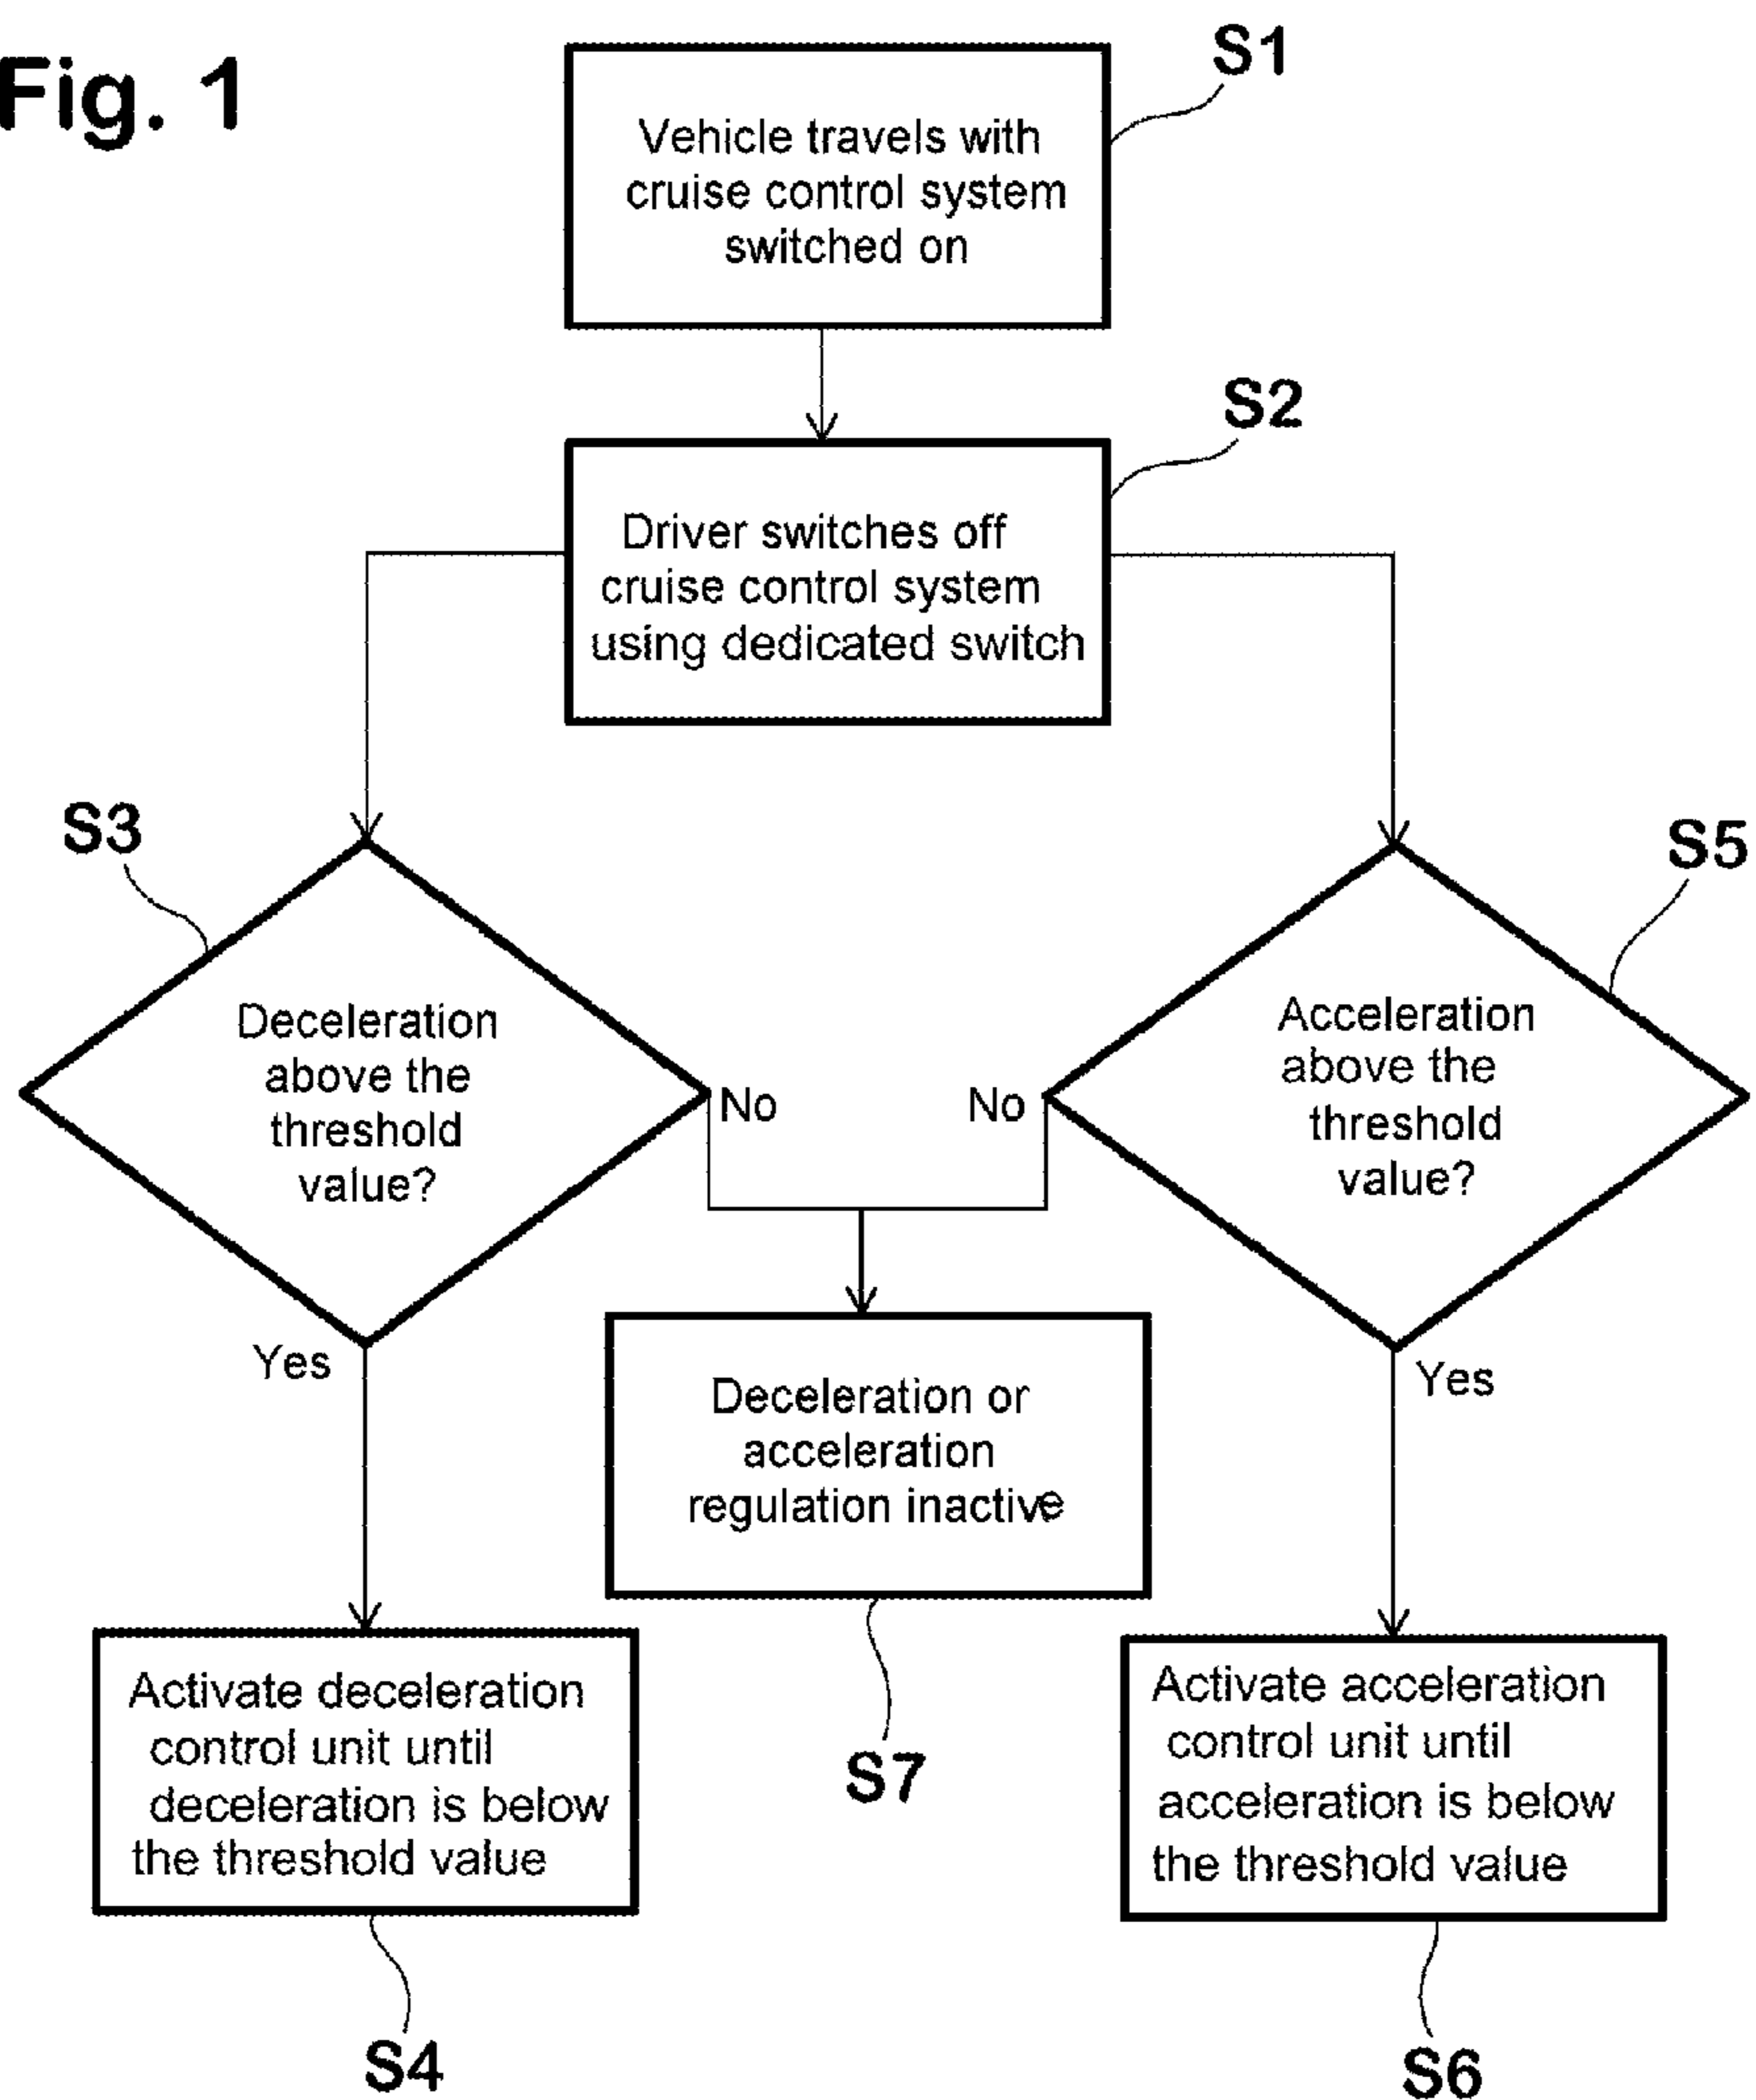 Fig. 1
S1
Vehicle travels with
cruise control system
switched on
S2
Driver switches off
cruise control system
using dedicated switch
S3
Deceleration
above the
threshold
value?
No
Yes
S5
Acceleration
above the
threshold
value?
No
Yes
Deceleration or
acceleration
regulation inactive
S7
Activate deceleration
control unit until
deceleration is below
the threshold value
S4
Activate acceleration
control unit until
acceleration is below
the threshold value
S6